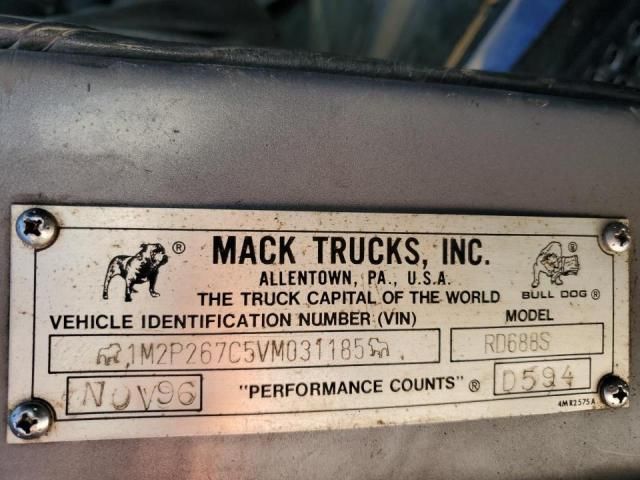 ® MACK TRUCKS, INC. ®
ALLENTOWN, PA., U.S.A.
THE TRUCK CAPITAL OF THE WORLD BULL DOG ®
VEHICLE IDENTIFICATION NUMBER (VIN) MODEL
1M2P267C5VM031185 RD688S
NOV96 "PERFORMANCE COUNTS" ® D594
4MR2575A